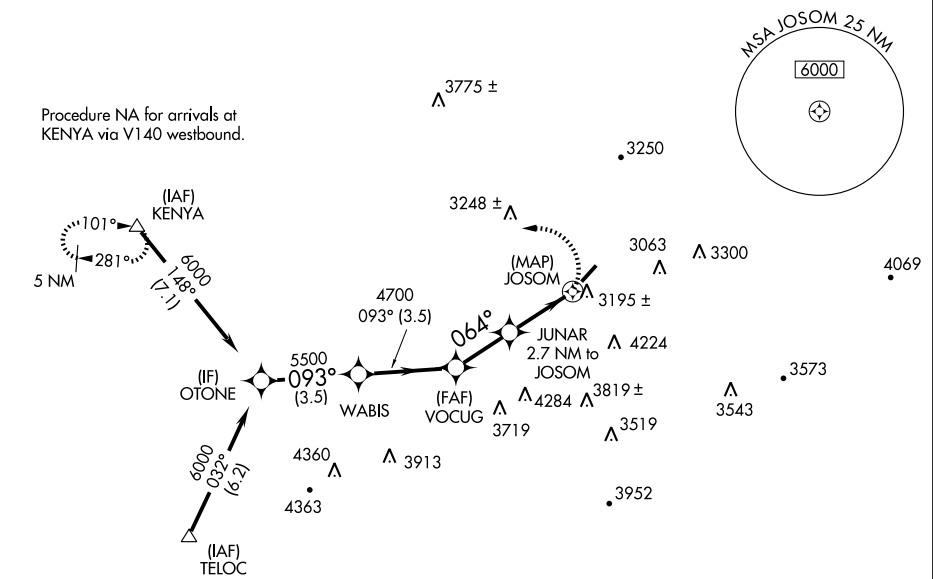 MSA JOSOM 25 NM
6000
3775 ±
Procedure NA for arrivals at
KENYA via V140 westbound.
3250
(IAF)
KENYA
3248 ±
101°
281°
5 NM
6000
148°
(7.1)
3063
3300
(MAP)
JOSOM
4069
4700
093° (3.5)
3195 ±
064°
JUNAR
2.7 NM to
JOSOM
4224
5500
093°
(3.5)
(IF)
OTONE
WABIS
(FAF)
VOCUG
3573
4284
3819 ±
3543
3719
3519
6000
032°
(6.2)
4360
3913
4363
3952
(IAF)
TELOC